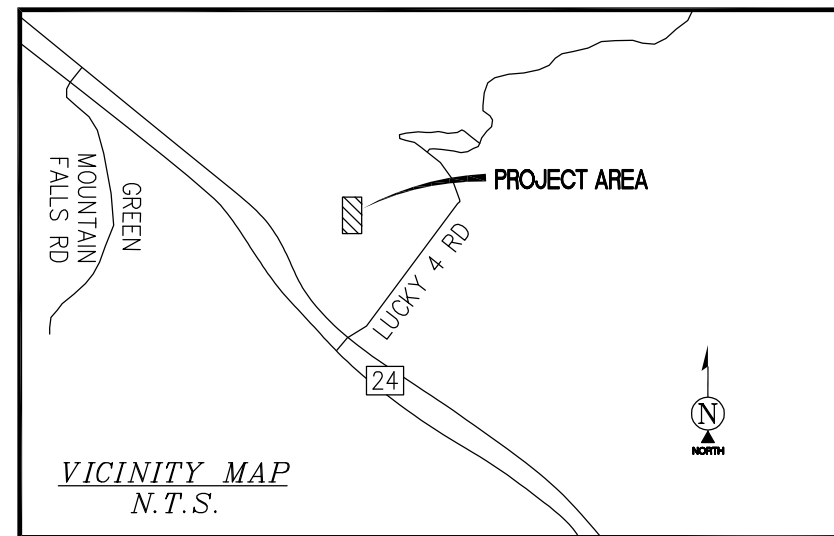 GREEN
MOUNTAIN
FALLS RD
PROJECT AREA
LUCKY 4 RD
24
N
NORTH
VICINITY MAP
N.T.S.